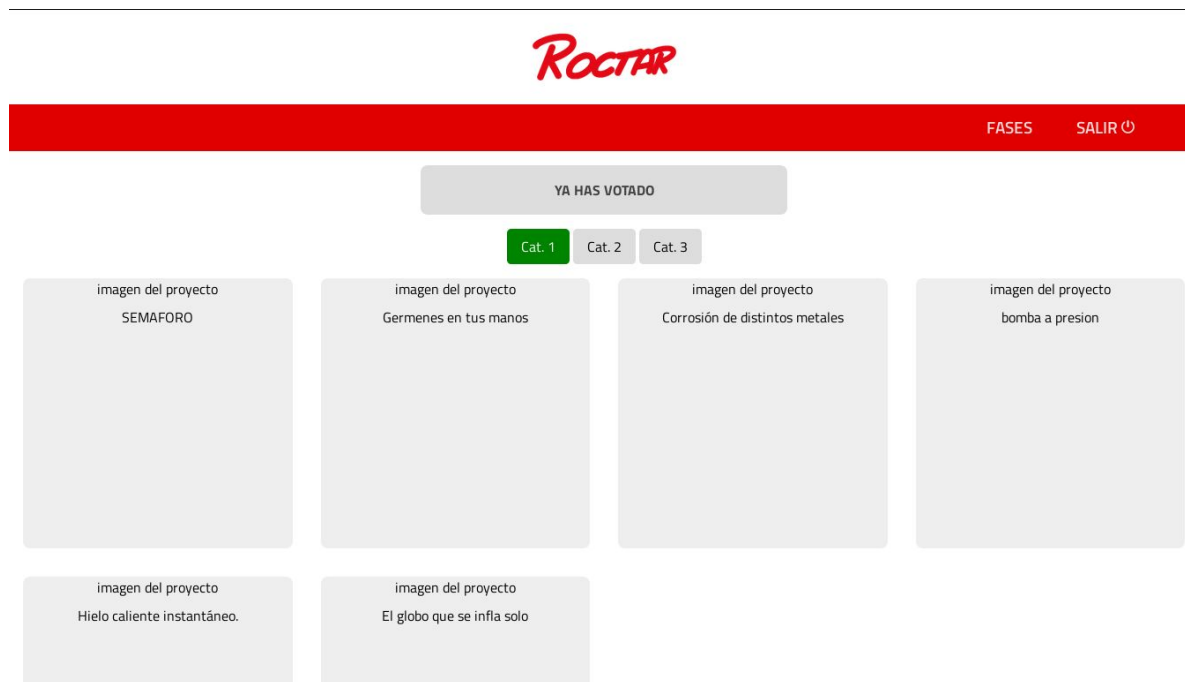 ROCTAR
FASES SALIR
YA HAS VOTADO
Cat. 1 Cat. 2 Cat. 3
imagen del proyecto
SEMAFORO
imagen del proyecto
Germenes en tus manos
imagen del proyecto
Corrosión de distintos metales
imagen del proyecto
bomba a presion
imagen del proyecto
Hielo caliente instantáneo.
imagen del proyecto
El globo que se infla solo